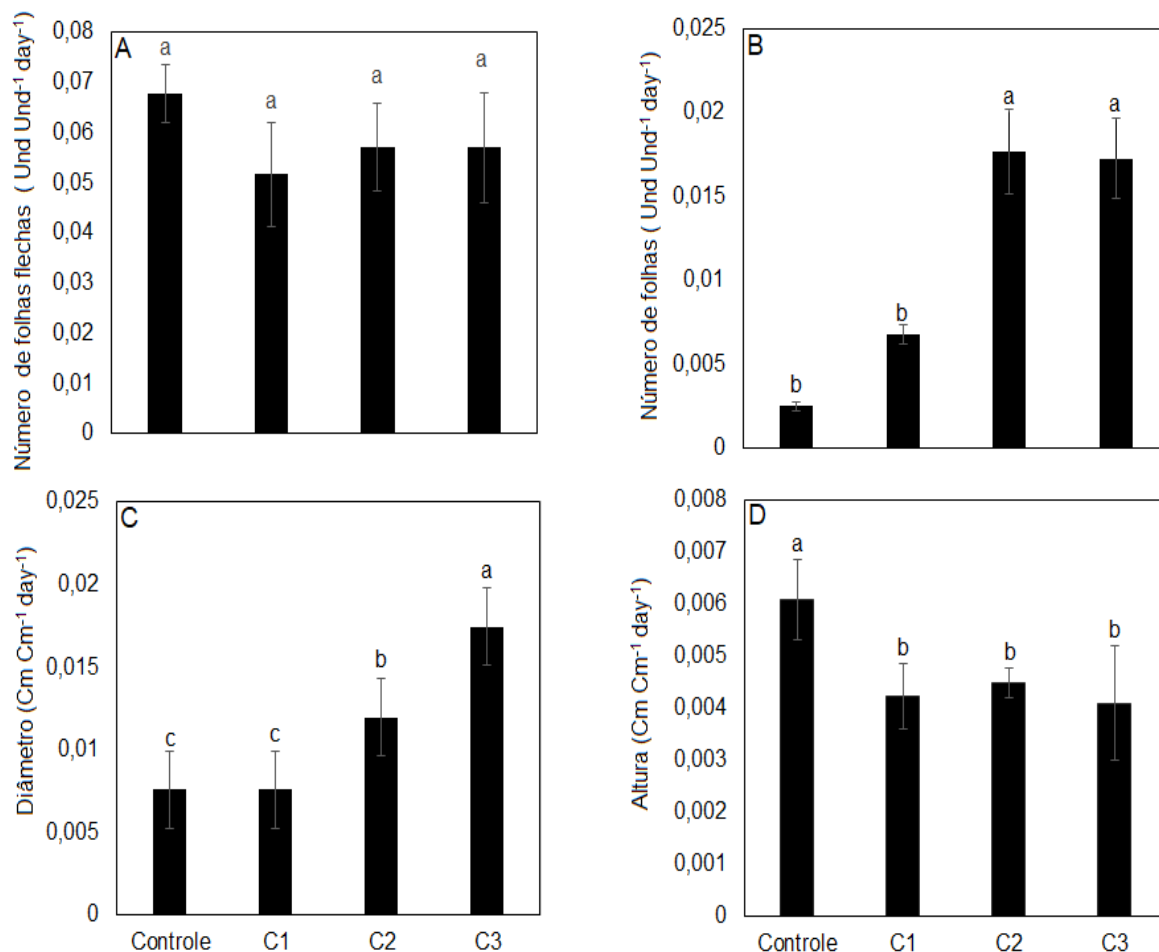 A
Número de folhas flechas ( Und Und⁻¹ day⁻¹)
0,08
0,07
0,06
0,05
0,04
0,03
0,02
0,01
0
a
a
a
a
B
Número de folhas ( Und Und⁻¹ day⁻¹)
0,025
0,02
0,015
0,01
0,005
0
b
b
a
a
C
Diâmetro (Cm Cm⁻¹ day⁻¹)
0,025
0,02
0,015
0,01
0,005
0
c
c
b
a
Controle C1 C2 C3
D
Altura (Cm Cm⁻¹ day⁻¹)
0,008
0,007
0,006
0,005
0,004
0,003
0,002
0,001
0
a
b
b
b
Controle C1 C2 C3